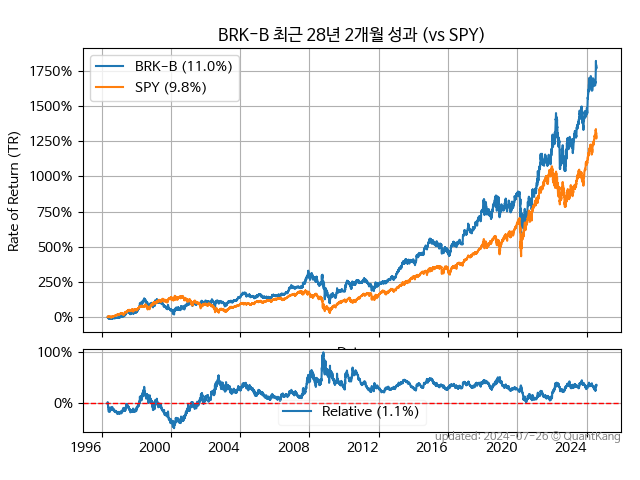 BRK-B 최근 28년 2개월 성과 (vs SPY)
BRK-B (11.0%)
SPY (9.8%)
Rate of Return (TR)
1750%
1500%
1250%
1000%
750%
500%
250%
0%
100%
0%
Relative (1.1%)
1996 2000 2004 2008 2012 2016 2020 2024
updated: 2024-07-26 © QuantKang